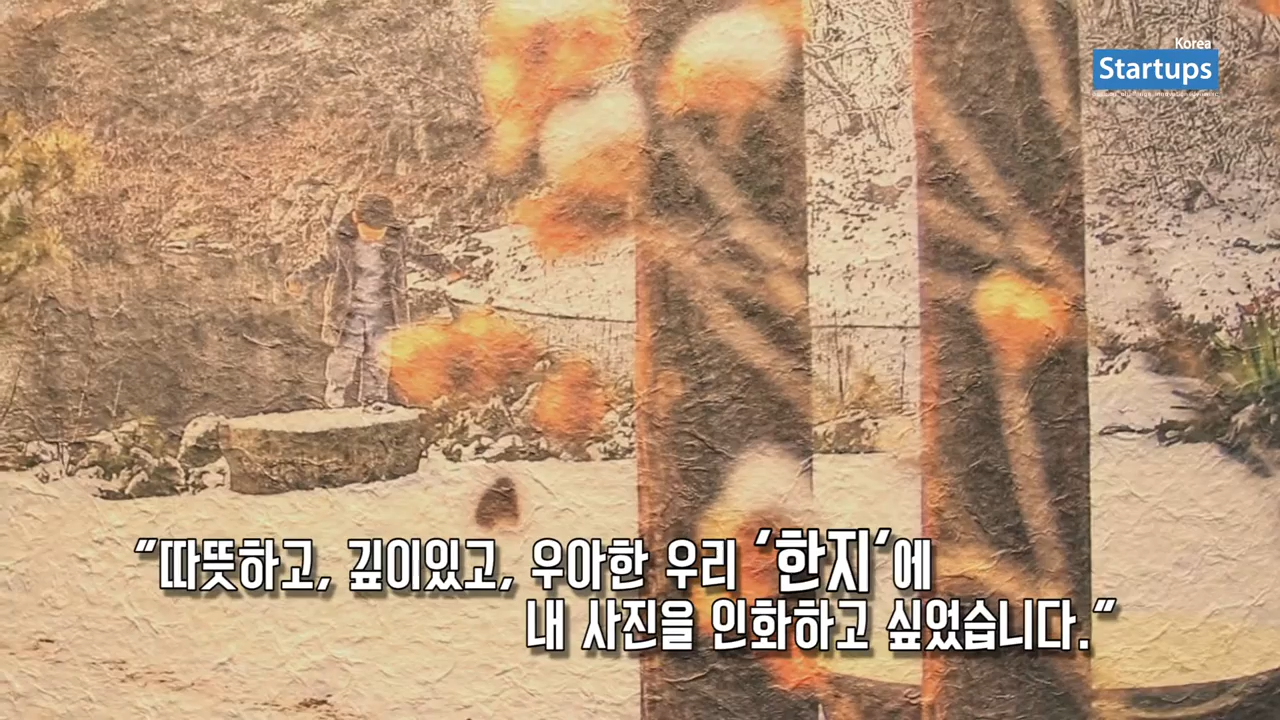 Korea
Startups
“따뜻하고, 깊이있고, 우아한 우리 ‘한지’에
내 사진을 인화하고 싶었습니다.”